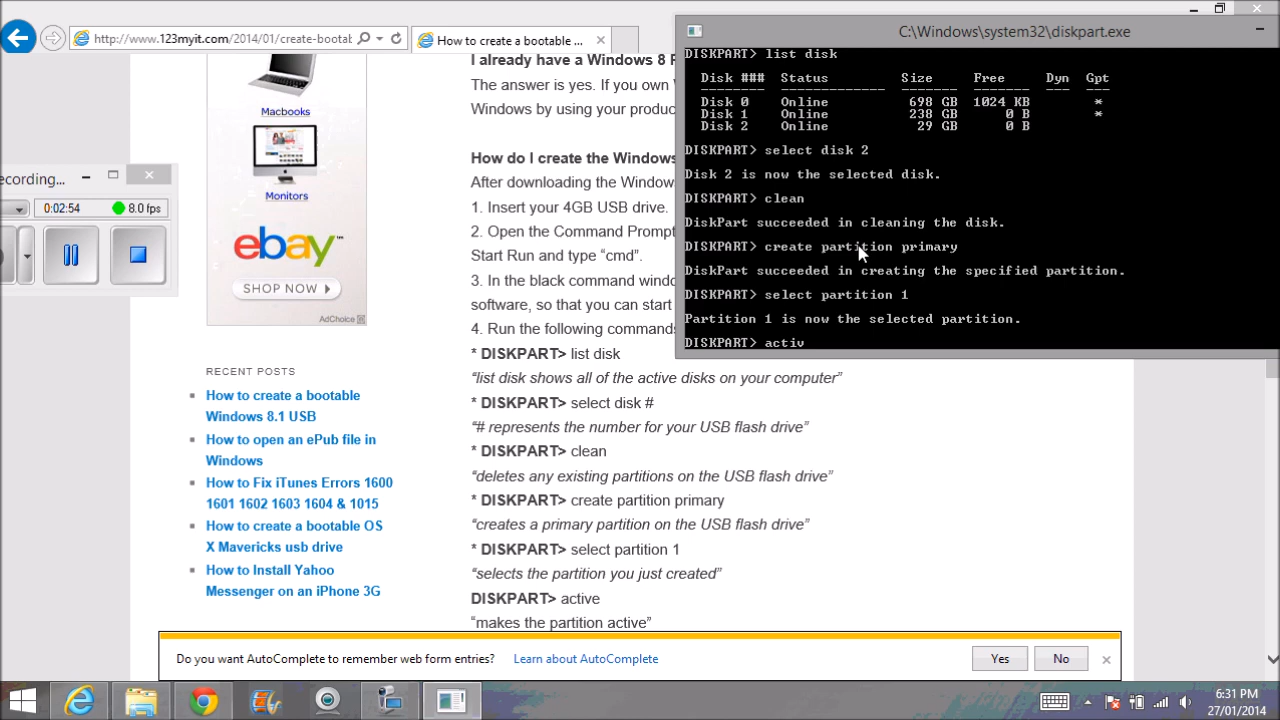 http://www.123myit.com/2014/01/create-bootab
How to create a bootable ...
C:\Windows\system32\diskpart.exe
I already have a Windows 8
The answer is yes. If you own
Windows by using your produc
Macbooks
Monitors
ebay™
SHOP NOW
AdChoice
How do I create the Windows
After downloading the Window
1. Insert your 4GB USB drive.
2. Open the Command Prompt
Start Run and type “cmd”.
3. In the black command windo
software, so that you can start
4. Run the following commands
* DISKPART> list disk
“list disk shows all of the active disks on your computer”
* DISKPART> select disk #
“# represents the number for your USB flash drive”
* DISKPART> clean
“deletes any existing partitions on the USB flash drive”
* DISKPART> create partition primary
“creates a primary partition on the USB flash drive”
* DISKPART> select partition 1
“selects the partition you just created”
DISKPART> active
“makes the partition active”
DISKPART> list disk
Disk ### Status Size Free Dyn Gpt
-------- ------------- ------- ------- --- ---
Disk 0 Online 698 GB 1024 KB *
Disk 1 Online 238 GB 0 B *
Disk 2 Online 29 GB 0 B
DISKPART> select disk 2
Disk 2 is now the selected disk.
DISKPART> clean
DiskPart succeeded in cleaning the disk.
DISKPART> create partition primary
DiskPart succeeded in creating the specified partition.
DISKPART> select partition 1
Partition 1 is now the selected partition.
DISKPART> activ
ecording...
0:02:54
8.0 fps
RECENT POSTS
How to create a bootable
Windows 8.1 USB
How to open an ePub file in
Windows
How to Fix iTunes Errors 1600
1601 1602 1603 1604 & 1015
How to create a bootable OS
X Mavericks usb drive
How to Install Yahoo
Messenger on an iPhone 3G
Do you want AutoComplete to remember web form entries?
Learn about AutoComplete
Yes
No
6:31 PM
27/01/2014